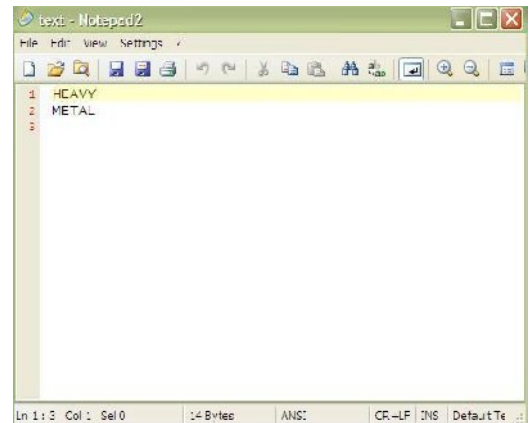 text - Notepad2
File Edit View Settings ?
1 HEAVY
2 METAL
3
Ln 1 : 3 Col 1 Sel 0 14 Bytes ANSI CR+LF INS Default Te